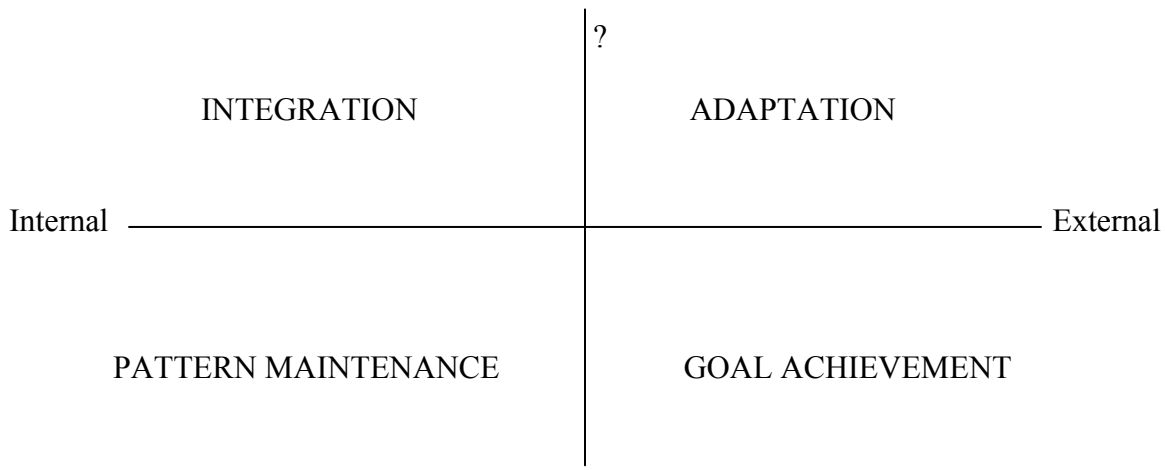 ?
INTEGRATION
ADAPTATION
Internal
External
PATTERN MAINTENANCE
GOAL ACHIEVEMENT